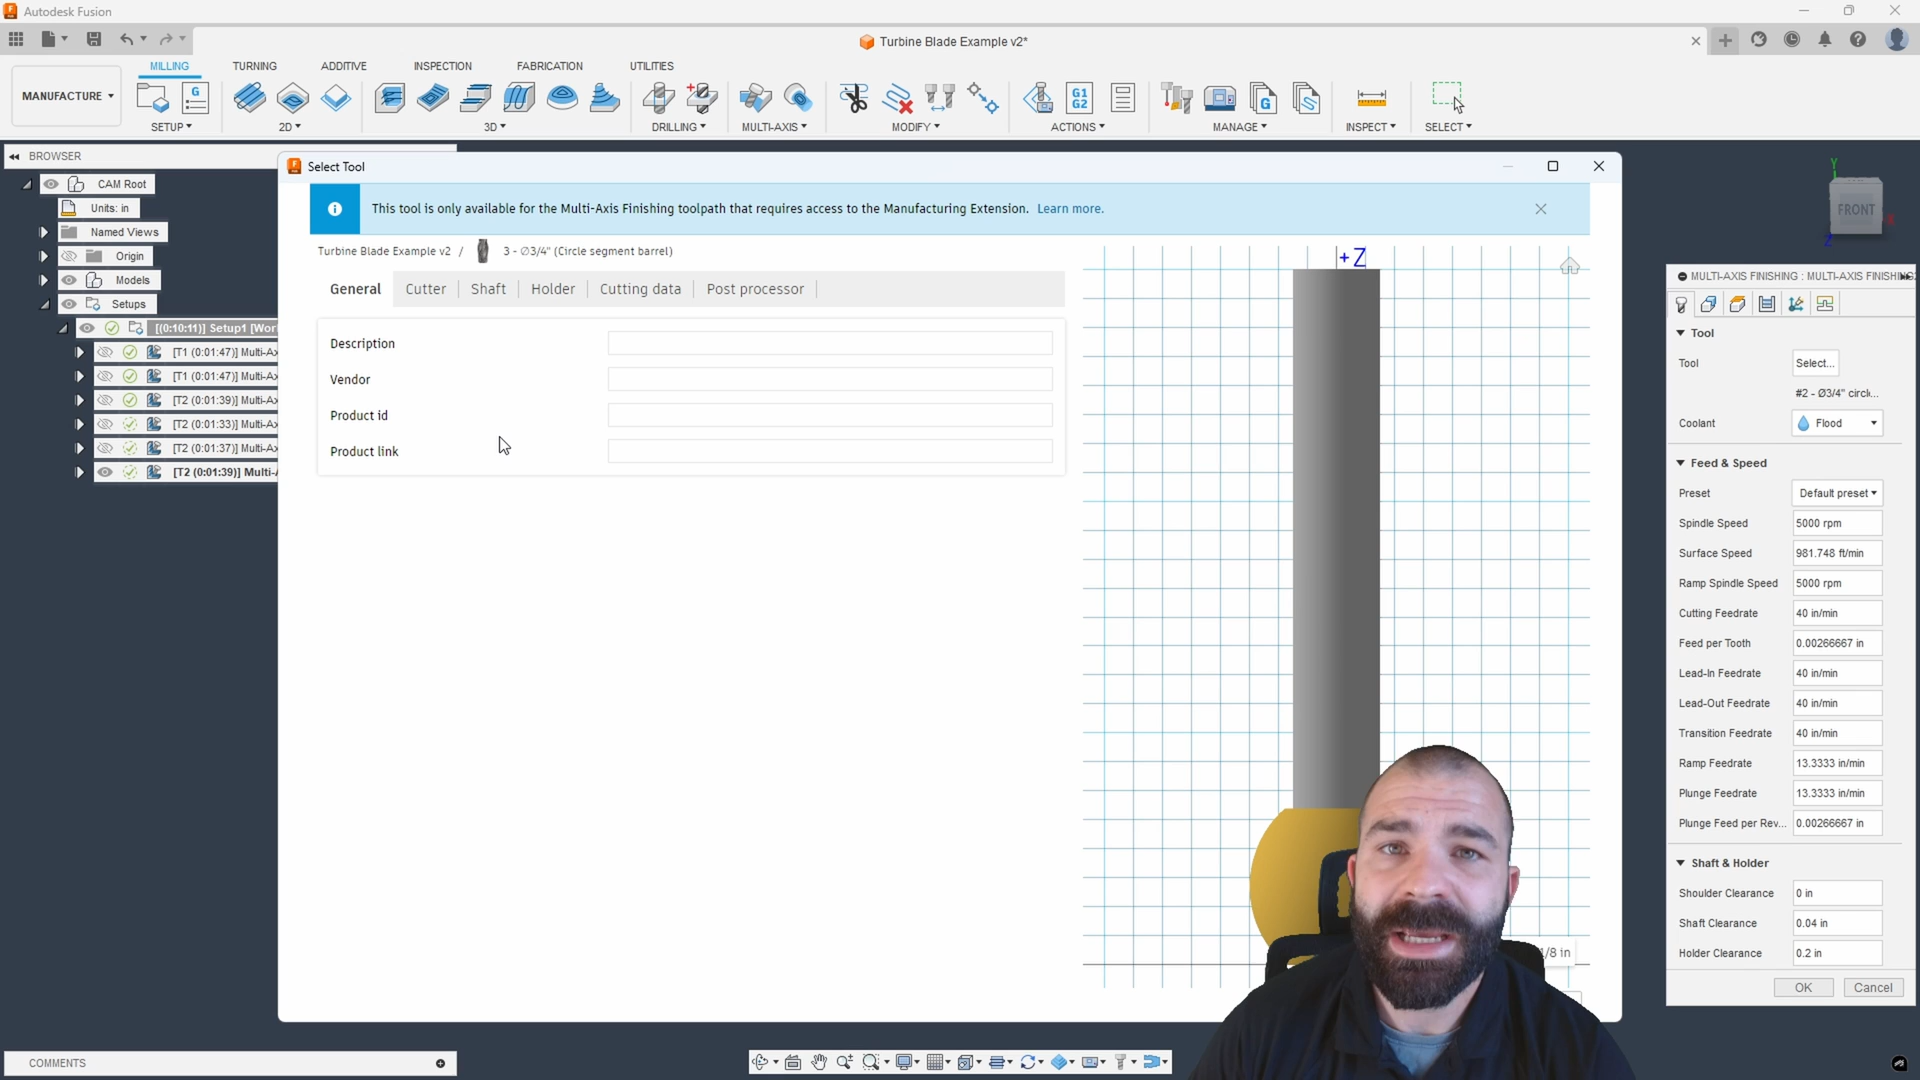 Autodesk Fusion
Turbine Blade Example v2*
MILLING
TURNING
ADDITIVE
INSPECTION
FABRICATION
UTILITIES
MANUFACTURE
SETUP
2D
3D
DRILLING
MULTI-AXIS
MODIFY
ACTIONS
MANAGE
INSPECT
SELECT
G
G1
G2
G
BROWSER
CAM Root
Units: in
Named Views
Origin
Models
Setups
[(0:10:11)] Setup1 [Wor
[T1 (0:01:47)] Multi-Ax
[T1 (0:01:47)] Multi-Ax
[T2 (0:01:39)] Multi-Ax
[T2 (0:01:33)] Multi-Ax
[T2 (0:01:37)] Multi-Ax
[T2 (0:01:39)] Multi-A
Select Tool
This tool is only available for the Multi-Axis Finishing toolpath that requires access to the Manufacturing Extension. Learn more.
Turbine Blade Example v2 / 3 - ∅3/4" (Circle segment barrel)
General
Cutter
Shaft
Holder
Cutting data
Post processor
Description
Vendor
Product id
Product link
+Z
1/8 in
Y
FRONT
Z
MULTI-AXIS FINISHING : MULTI-AXIS FINISHING
Tool
Tool
Select...
#2 - Ø3/4" circl...
Coolant
Flood
Feed & Speed
Preset
Default preset
Spindle Speed
5000 rpm
Surface Speed
981.748 ft/min
Ramp Spindle Speed
5000 rpm
Cutting Feedrate
40 in/min
Feed per Tooth
0.00266667 in
Lead-In Feedrate
40 in/min
Lead-Out Feedrate
40 in/min
Transition Feedrate
40 in/min
Ramp Feedrate
13.3333 in/min
Plunge Feedrate
13.3333 in/min
Plunge Feed per Rev...
0.00266667 in
Shaft & Holder
Shoulder Clearance
0 in
Shaft Clearance
0.04 in
Holder Clearance
0.2 in
OK
Cancel
COMMENTS